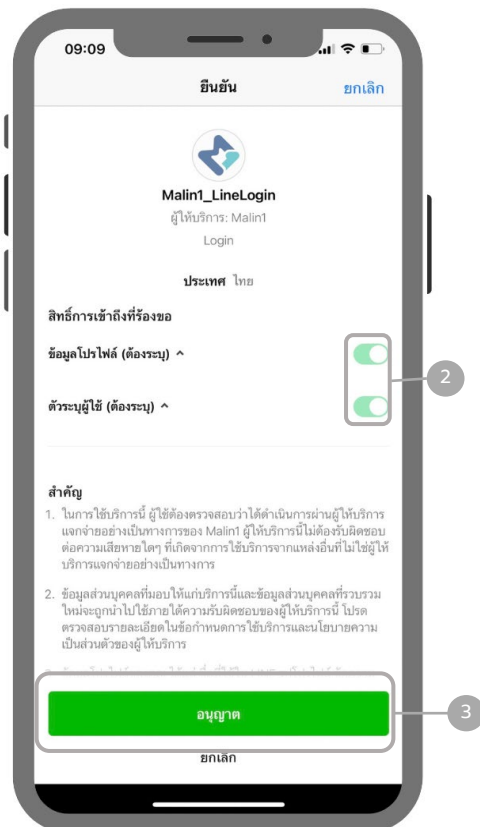 09:09
ยืนยัน
ยกเลิก
Malin1_LineLogin
ผู้ให้บริการ: Malin1
Login
ประเทศ ไทย
สิทธิ์การเข้าถึงที่ร้องขอ
ข้อมูลโปรไฟล์ (ต้องระบุ)
2
ตัวระบุผู้ใช้ (ต้องระบุ)
สำคัญ
1. ในการใช้บริการนี้ ผู้ใช้ต้องตรวจสอบว่าได้ดำเนินการผ่านผู้ให้บริการ
แจกจ่ายอย่างเป็นทางการของ Malin1 ผู้ให้บริการนี้ไม่ต้องรับผิดชอบ
ต่อความเสียหายใดๆ ที่เกิดจากการใช้บริการจากแหล่งอื่นที่ไม่ใช่ผู้ให้
บริการแจกจ่ายอย่างเป็นทางการ
2. ข้อมูลส่วนบุคคลที่มอบให้แก่บริการนี้และข้อมูลส่วนบุคคลที่รวบรวม
ใหม่จะถูกนำไปใช้ภายใต้ความรับผิดชอบของผู้ให้บริการนี้ โปรด
ตรวจสอบรายละเอียดในข้อกำหนดการใช้บริการและนโยบายความ
เป็นส่วนตัวของผู้ให้บริการ
อนุญาต
3
ยกเลิก